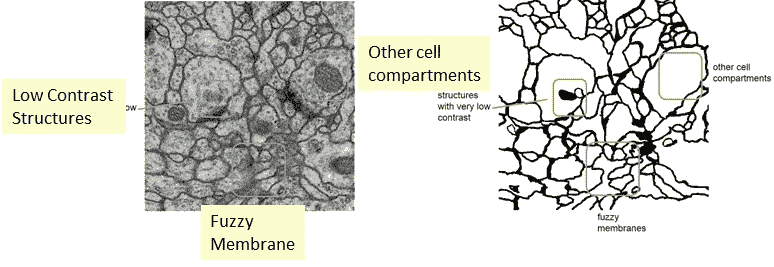 Low Contrast
Structures
ow
Fuzzy
Membrane
Other cell
compartments
structures
with very low
contrast
other cell
compartments
fuzzy
membranes